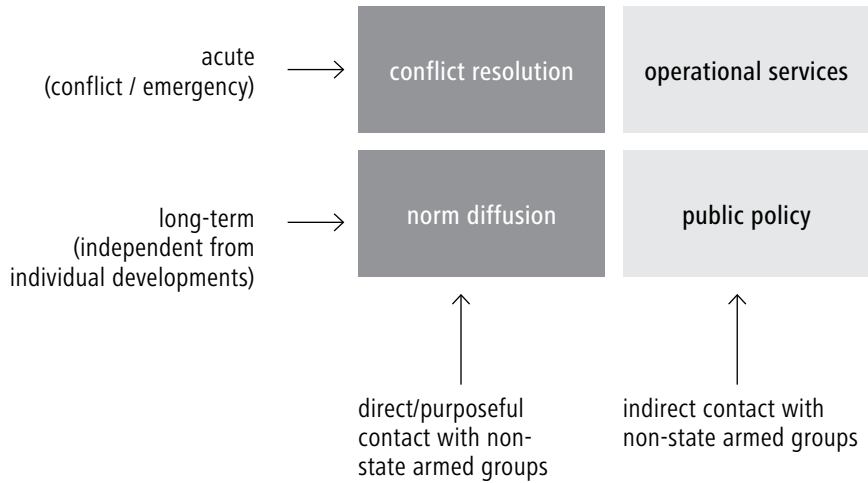 acute
(conflict / emergency)
conflict resolution
operational services
long-term
(independent from
individual developments)
norm diffusion
public policy
direct/purposeful
contact with non-
state armed groups
indirect contact with
non-state armed groups